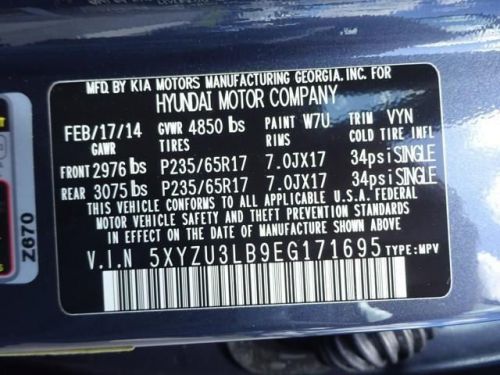 MFD. BY KIA MOTORS MANUFACTURING GEORGIA. INC. FOR
HYUNDAI MOTOR COMPANY
FEB/17/14 GVWR 4850 lbs PAINT W7U TRIM VYN
GAWR TIRES RIMS COLD TIRE INFL
FRONT 2976 lbs P235/65R17 7.0JX17 34psi SINGLE
REAR 3075 lbs P235/65R17 7.0JX17 34psi SINGLE
THIS VEHICLE CONFORMS TO ALL APPLICABLE U.S.A. FEDERAL
MOTOR VEHICLE SAFETY AND THEFT PREVENTION STANDARDS IN
EFFECT ON THE DATE OF MANUFACTURE SHOWN ABOVE.
V.I.N 5XYZU3LB9EG171695 TYPE: MPV
Z670